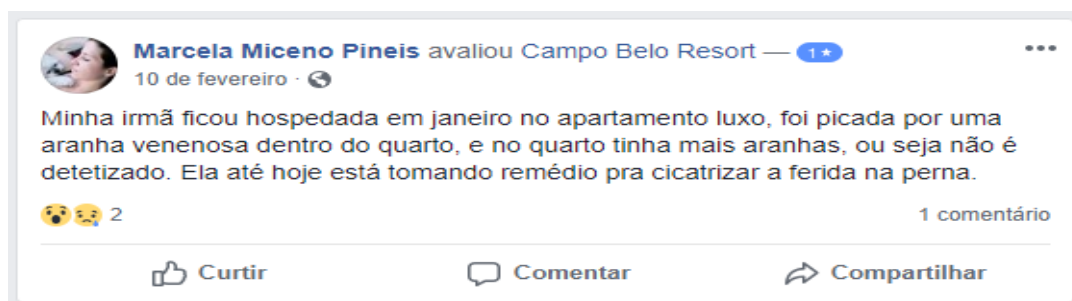 Marcela Miceno Pineis avaliou Campo Belo Resort — 1★
10 de fevereiro ·
Minha irmã ficou hospedada em janeiro no apartamento luxo, foi picada por uma
aranha venenosa dentro do quarto, e no quarto tinha mais aranhas, ou seja não é
detetizado. Ela até hoje está tomando remédio pra cicatrizar a ferida na perna.
2 1 comentário
Curtir Comentar Compartilhar